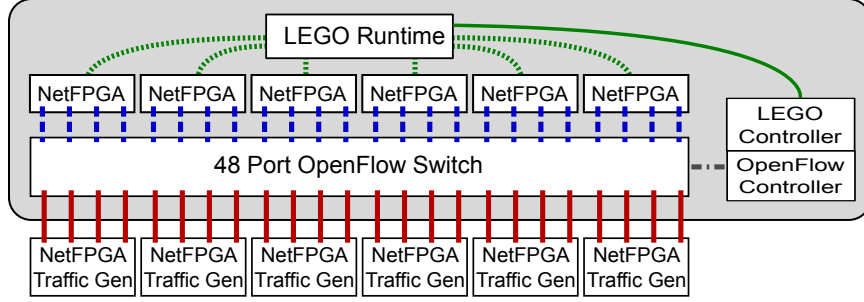 LEGO Runtime
NetFPGA
NetFPGA
NetFPGA
NetFPGA
NetFPGA
NetFPGA
LEGO
Controller
48 Port OpenFlow Switch
OpenFlow
Controller
NetFPGA
Traffic Gen
NetFPGA
Traffic Gen
NetFPGA
Traffic Gen
NetFPGA
Traffic Gen
NetFPGA
Traffic Gen
NetFPGA
Traffic Gen